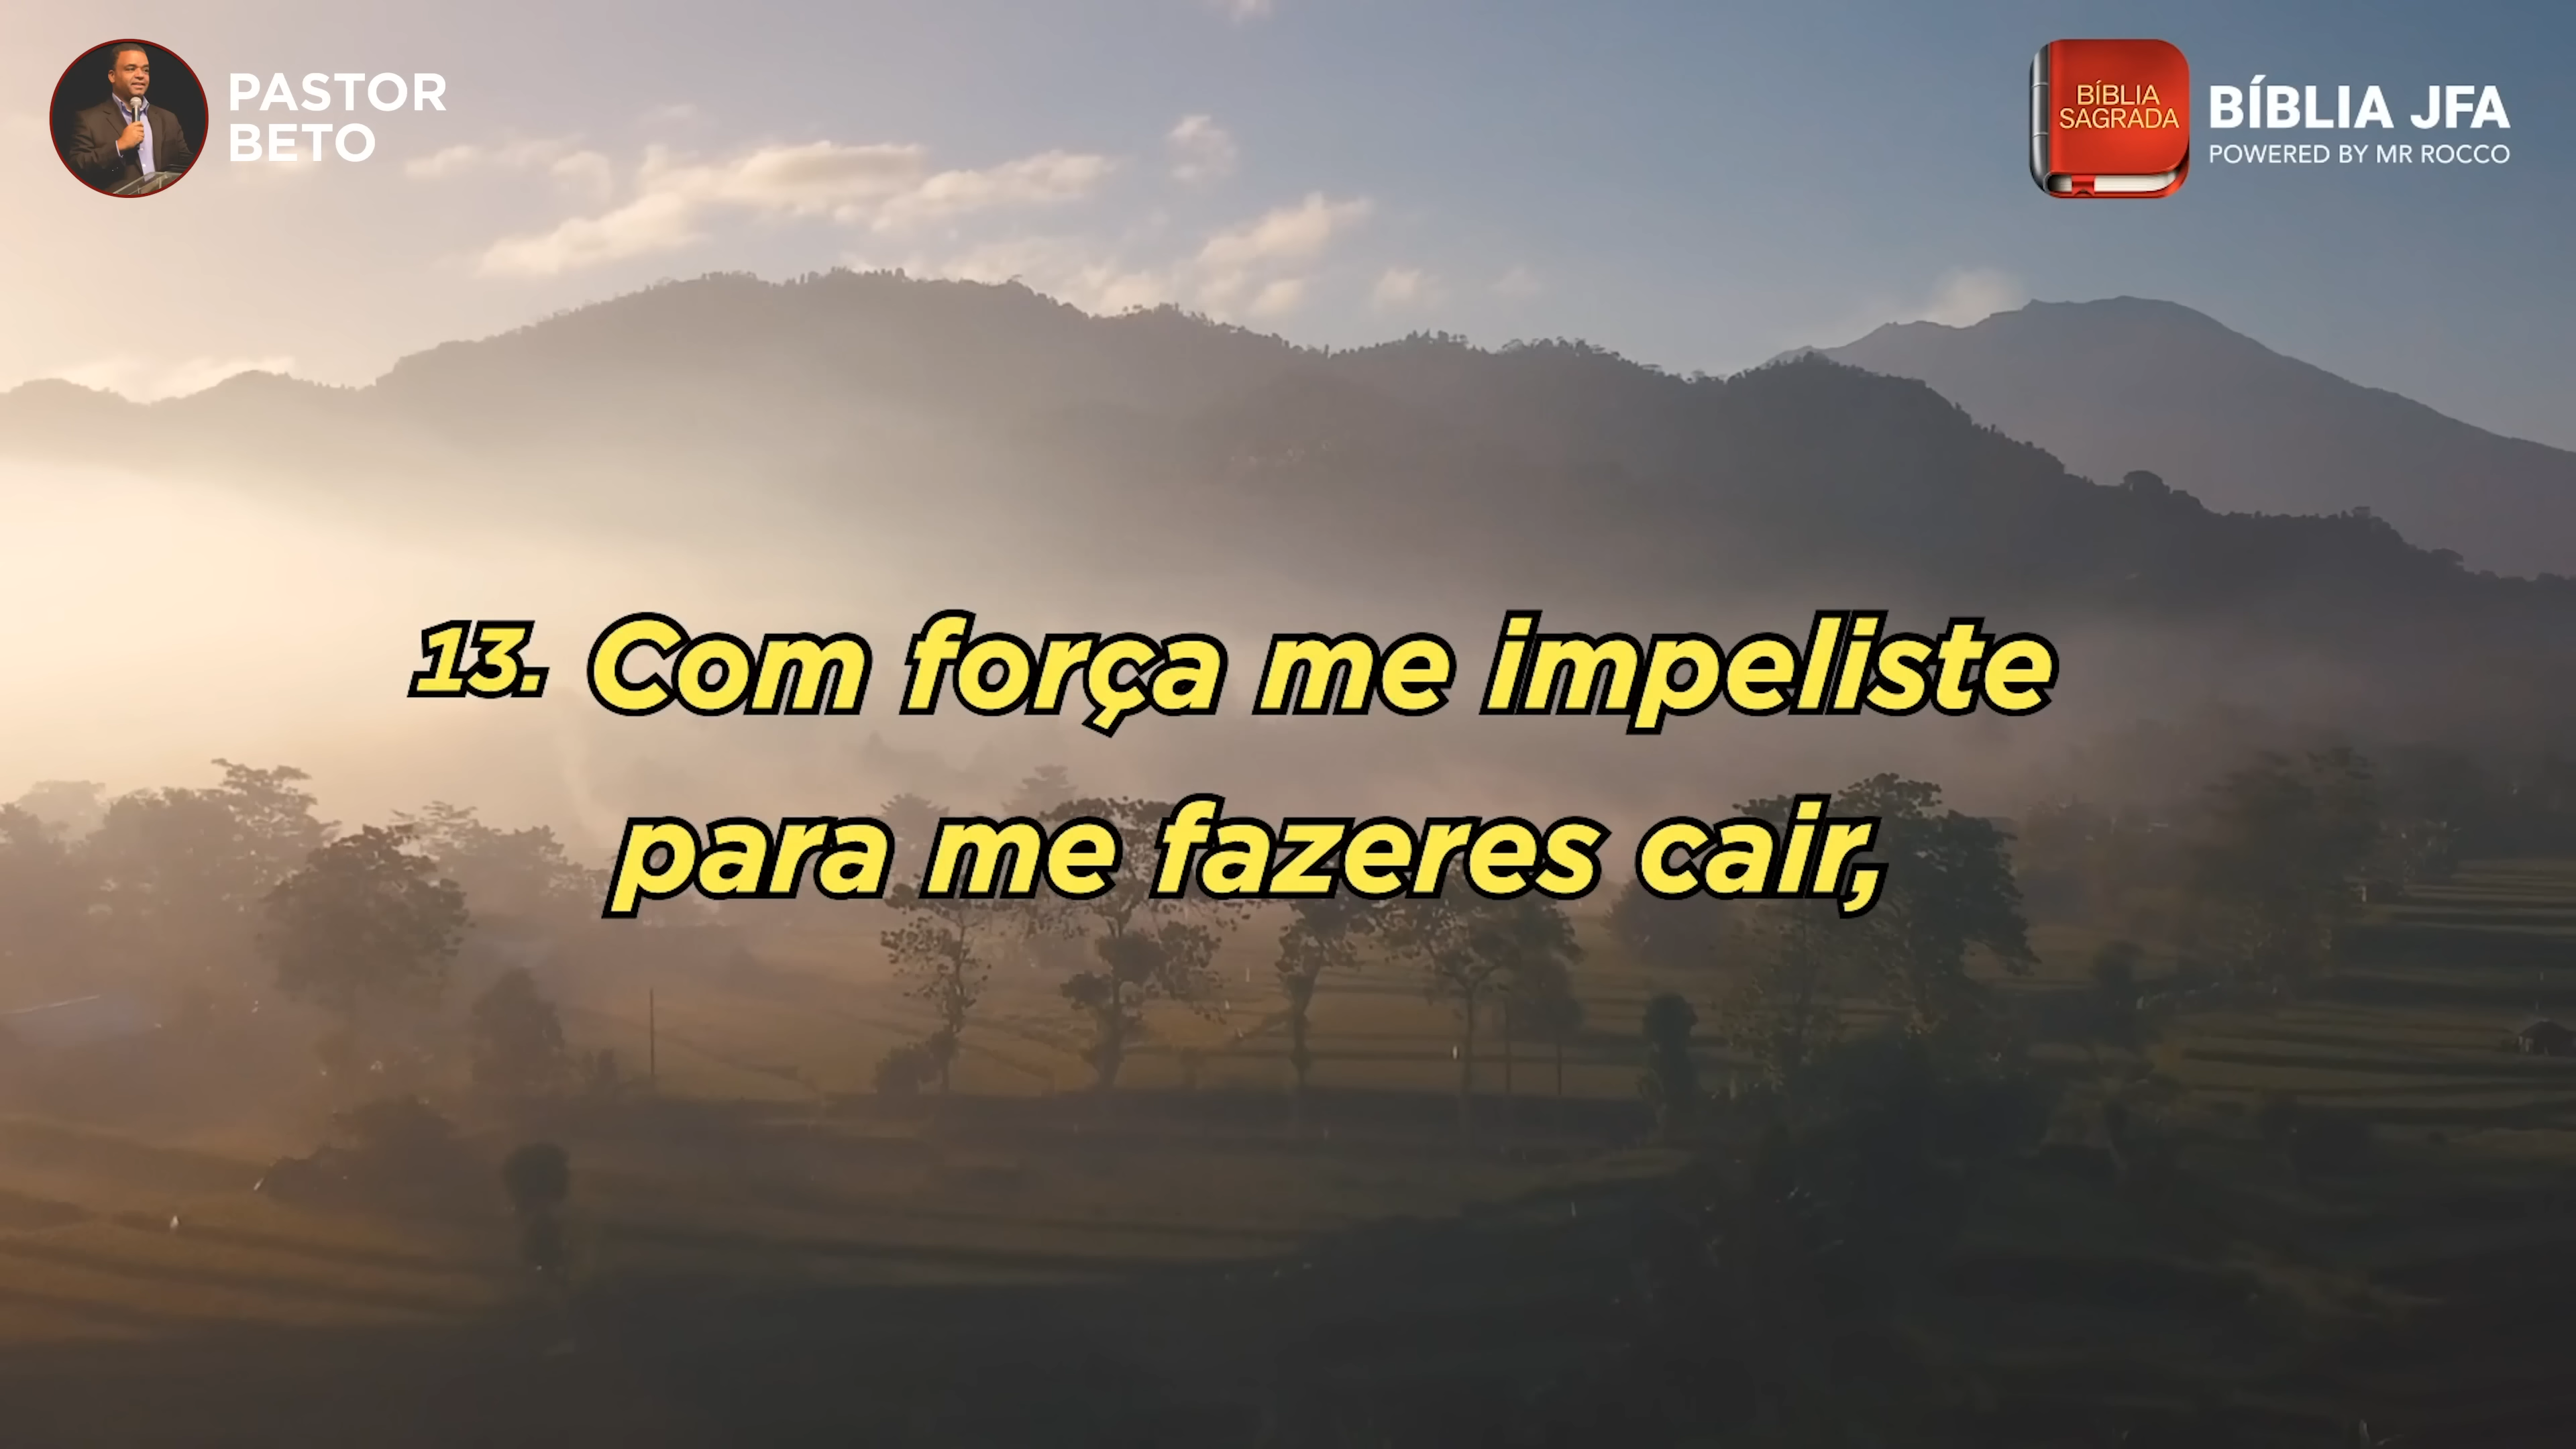 PASTOR
BETO
BÍBLIA
SAGRADA
BÍBLIA JFA
POWERED BY MR ROCCO
13. Com força me impeliste
para me fazeres cair,